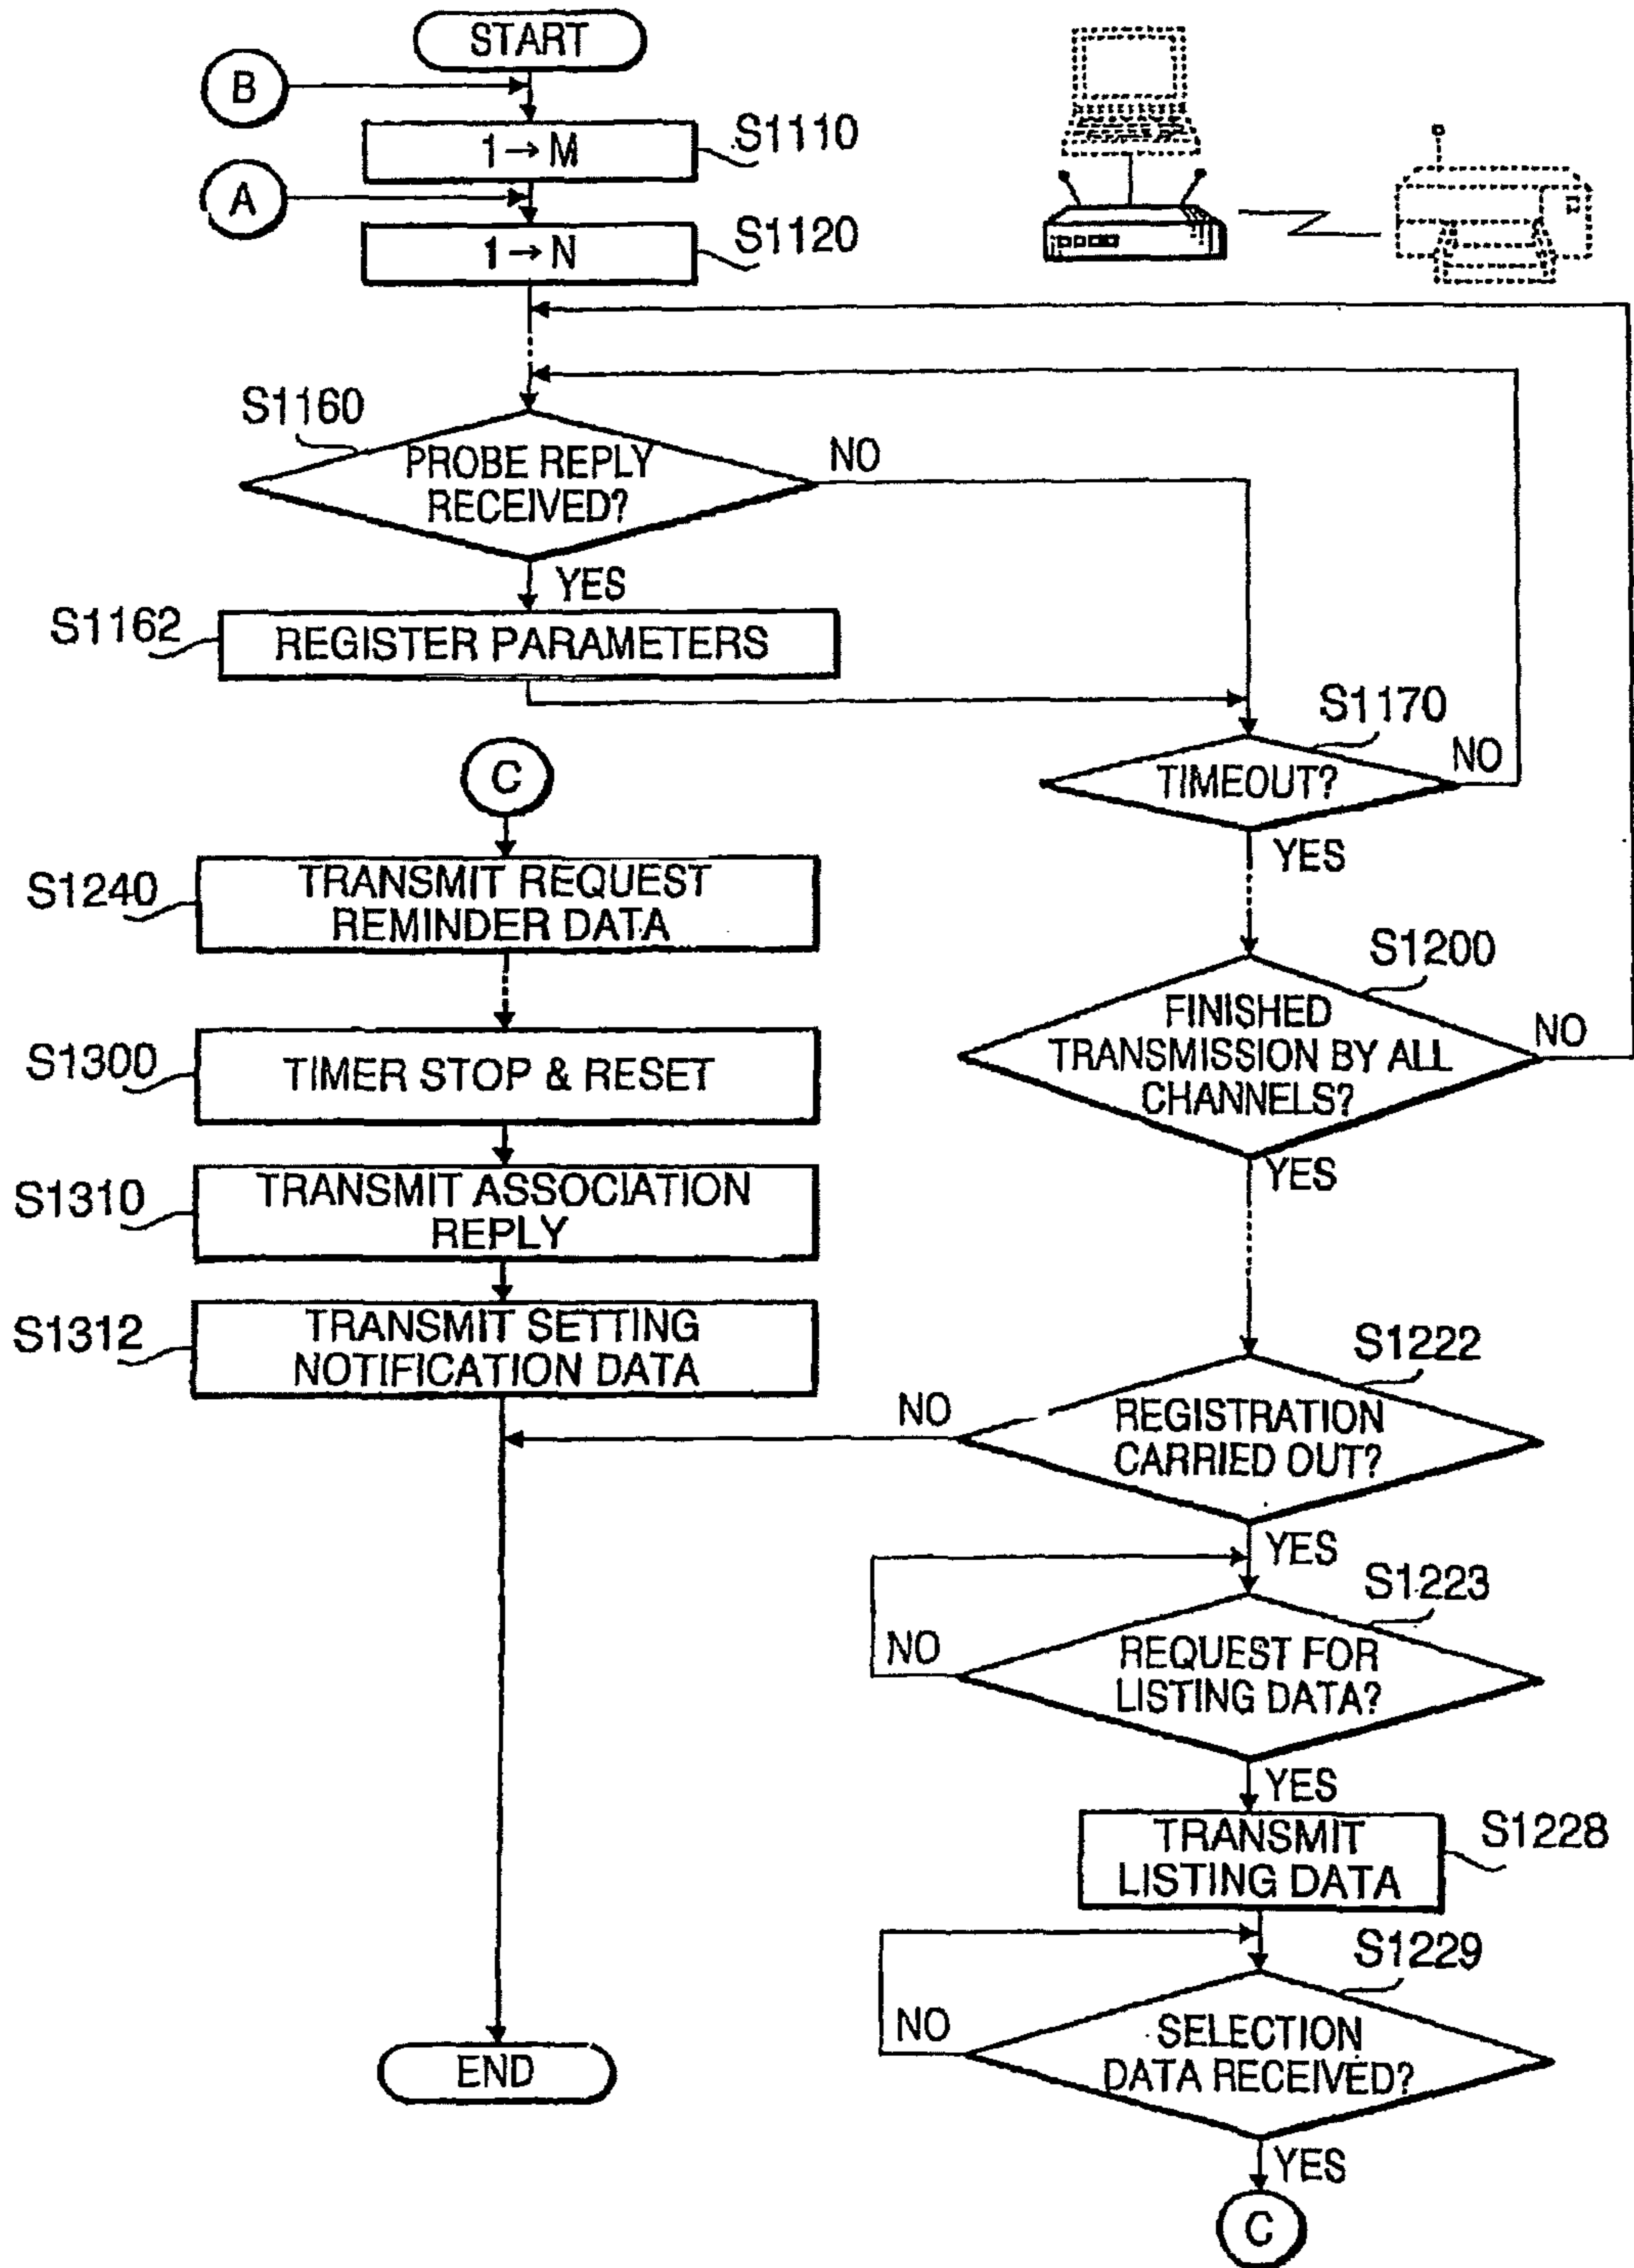 START
B
1→M
S1110
A
1→N
S1120
S1160
PROBE REPLY
RECEIVED?
NO
YES
S1162
REGISTER PARAMETERS
S1170
TIMEOUT?
NO
YES
C
S1240
TRANSMIT REQUEST
REMINDER DATA
S1200
FINISHED
TRANSMISSION BY ALL
CHANNELS?
NO
YES
S1300
TIMER STOP & RESET
S1310
TRANSMIT ASSOCIATION
REPLY
S1312
TRANSMIT SETTING
NOTIFICATION DATA
S1222
REGISTRATION
CARRIED OUT?
NO
YES
S1223
REQUEST FOR
LISTING DATA?
NO
YES
TRANSMIT
LISTING DATA
S1228
S1229
SELECTION
DATA RECEIVED?
NO
YES
C
END